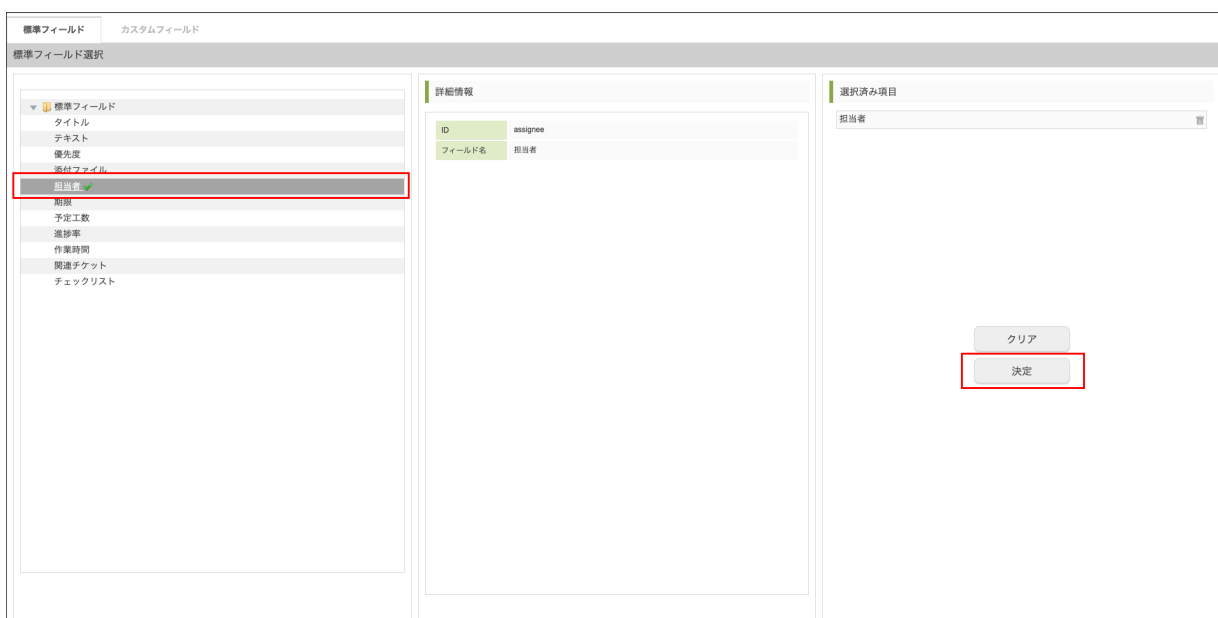 標準フィールド
カスタムフィールド
標準フィールド選択
標準フィールド
タイトル
テキスト
優先度
添付ファイル
担当者
期限
予定工数
進捗率
作業時間
関連チケット
チェックリスト
詳細情報
ID assignee
フィールド名 担当者
選択済み項目
担当者
クリア
決定